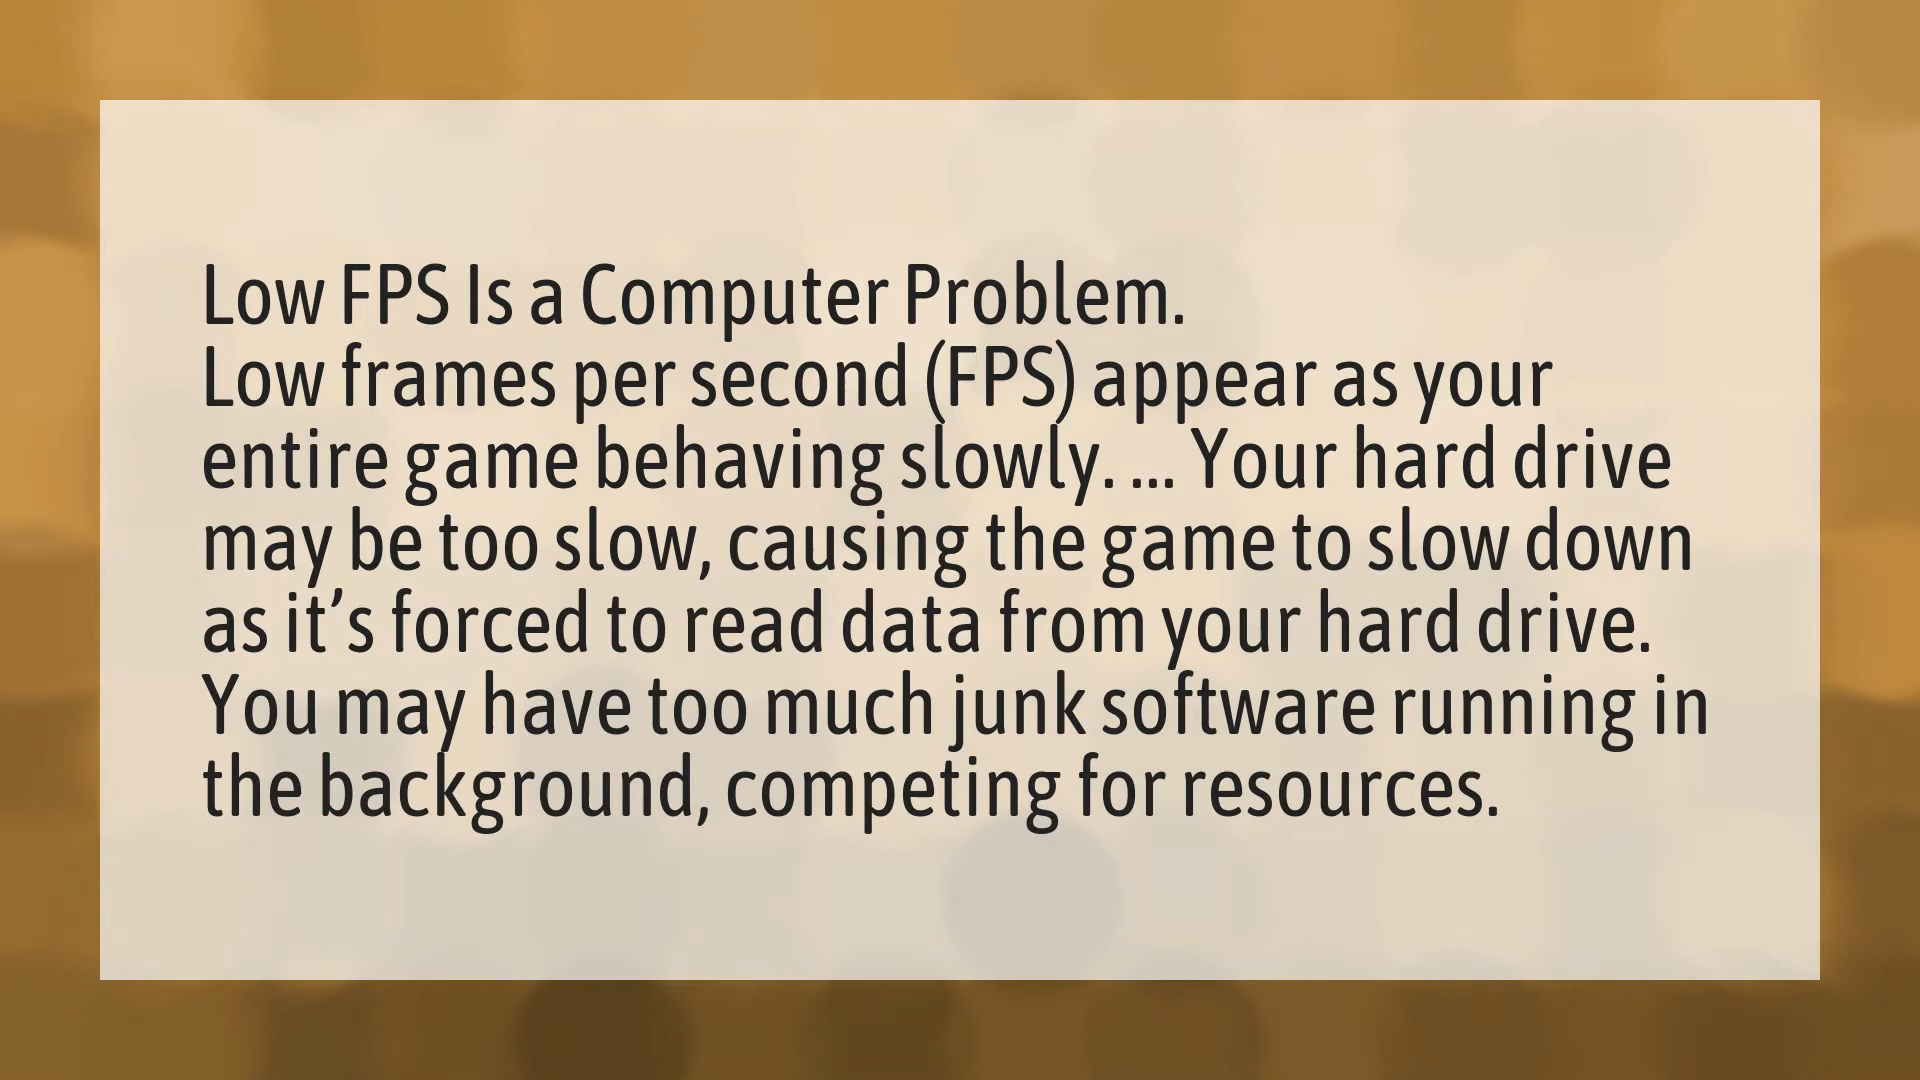 Low FPS Is a Computer Problem.
Low frames per second (FPS) appear as your
entire game behaving slowly. ... Your hard drive
may be too slow, causing the game to slow down
as it’s forced to read data from your hard drive.
You may have too much junk software running in
the background, competing for resources.